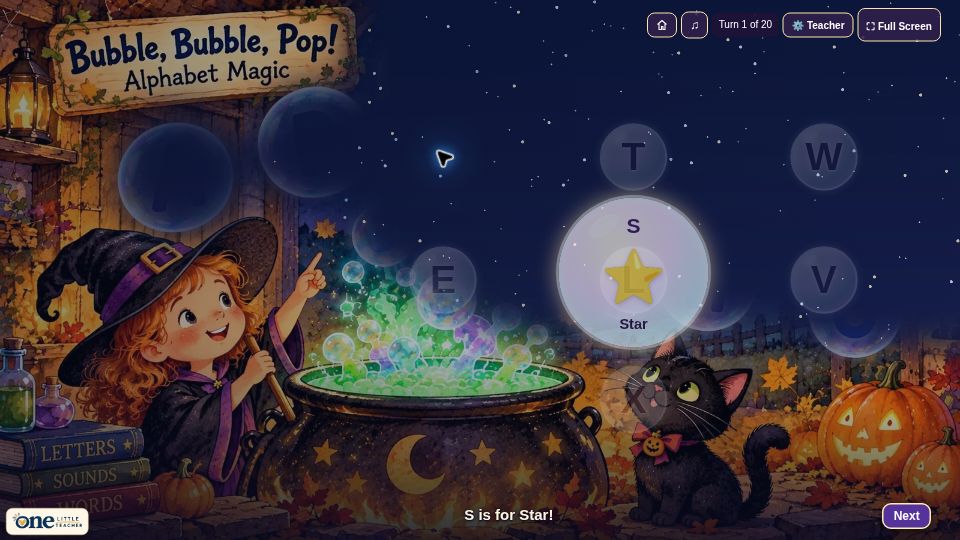 Bubble, Bubble, Pop!
Alphabet Magic
Turn 1 of 20
Teacher
Full Screen
T
W
S
E
L
V
Star
X
LETTERS
SOUNDS
WORDS
one LITTLE TEACHER
S is for Star!
Next